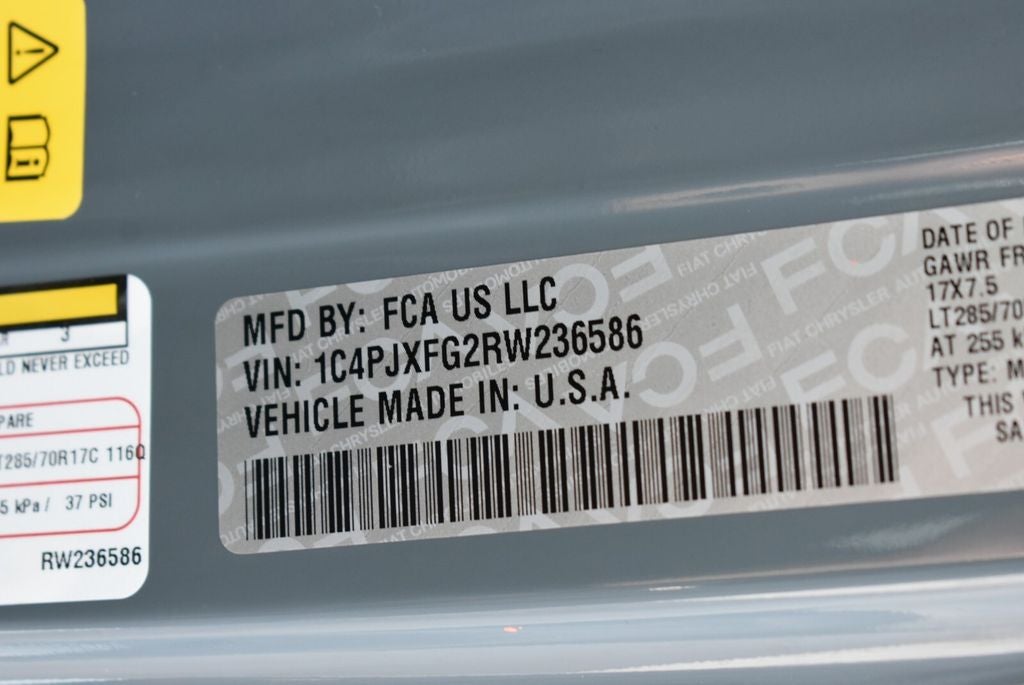 3
LD NEVER EXCEED
PARE
T285/70R17C 116Q
5 kPa / 37 PSI
RW236586
MFD BY: FCA US LLC
VIN: 1C4PJXFG2RW236586
VEHICLE MADE IN: U.S.A.
DATE OF
GAWR FR
17X7.5
LT285/70
AT 255 k
TYPE: M
THIS
SA